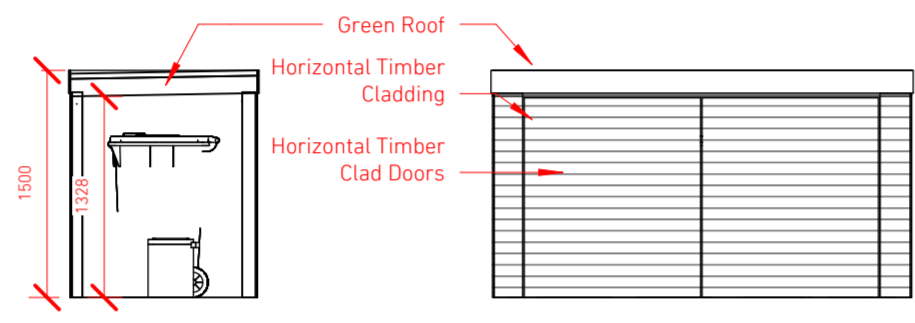 Green Roof
Horizontal Timber
Cladding
Horizontal Timber
Clad Doors
1500
1328